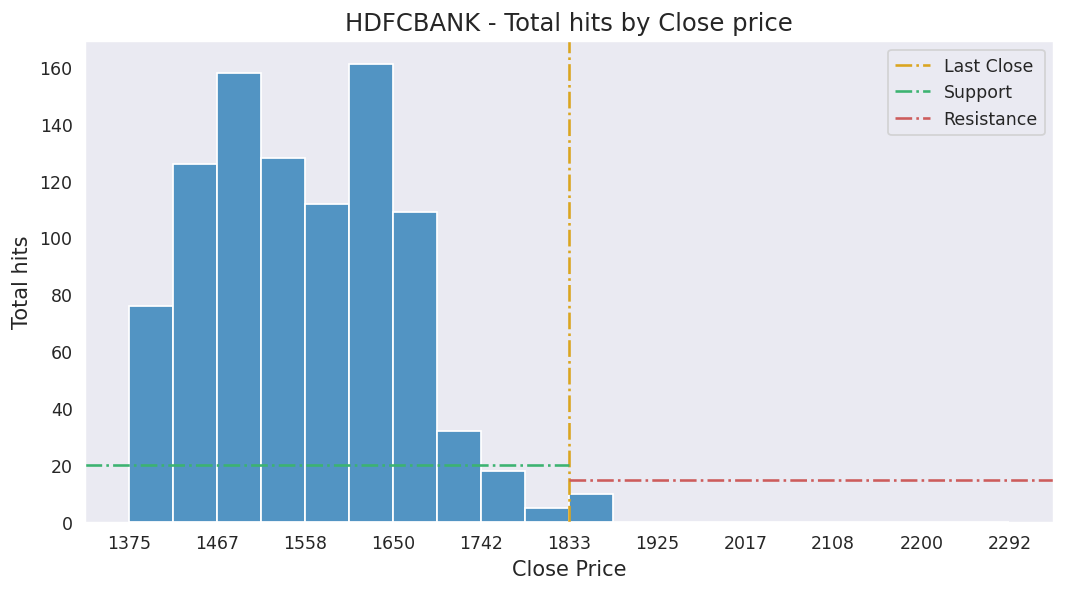 HDFCBANK - Total hits by Close price
Last Close
Support
Resistance
Total hits
160
140
120
100
80
60
40
20
0
1375 1467 1558 1650 1742 1833 1925 2017 2108 2200 2292
Close Price